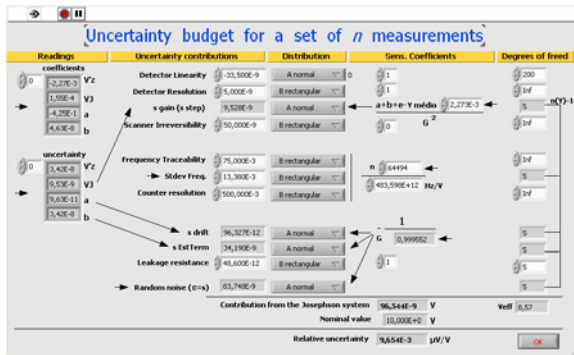 Uncertainty budget for a set of n measurements
Readings Uncertainty contributions Distribution Sens. Coefficients Degrees of freed
coefficients
0 -2,27E-3 V'z
1,55E-4 VJ
-4,25E-1 a
4,63E-8 b
uncertainty
0 3,42E-8 V'z
9,53E-9 VJ
9,63E-11 a
3,42E-8 b
Detector Linearity -33,500E-9 A normal 0 1 200
Detector Resolution 5,000E-9 B rectangular 1 Inf
s gain (s step) 9,528E-9 A normal a+b+e-Y médio 2,273E-3 5 n(Y)-1
Scanner Irreversibility 50,000E-9 B rectangular 0 G 2 Inf
Frequency Traceability 75,000E-3 B rectangular Inf
Stdev Freq. 13,380E-3 A normal n 64494 5
Counter resolution 500,000E-3 B rectangular 483,598E+12 Hz/V Inf
s drift 96,327E-12 A normal - 1 5
s EstTerm 34,190E-9 A normal G 0,999552 5
Leakage resistance 48,600E-12 B rectangular 1 5
Random noise (ε=s) 83,748E-9 A normal 5
Contribution from the Josephson system 96,544E-9 V Veff 8,57
Nominal value 10,000E+0 V
Relative uncertainty 9,654E-3 µV/V OK